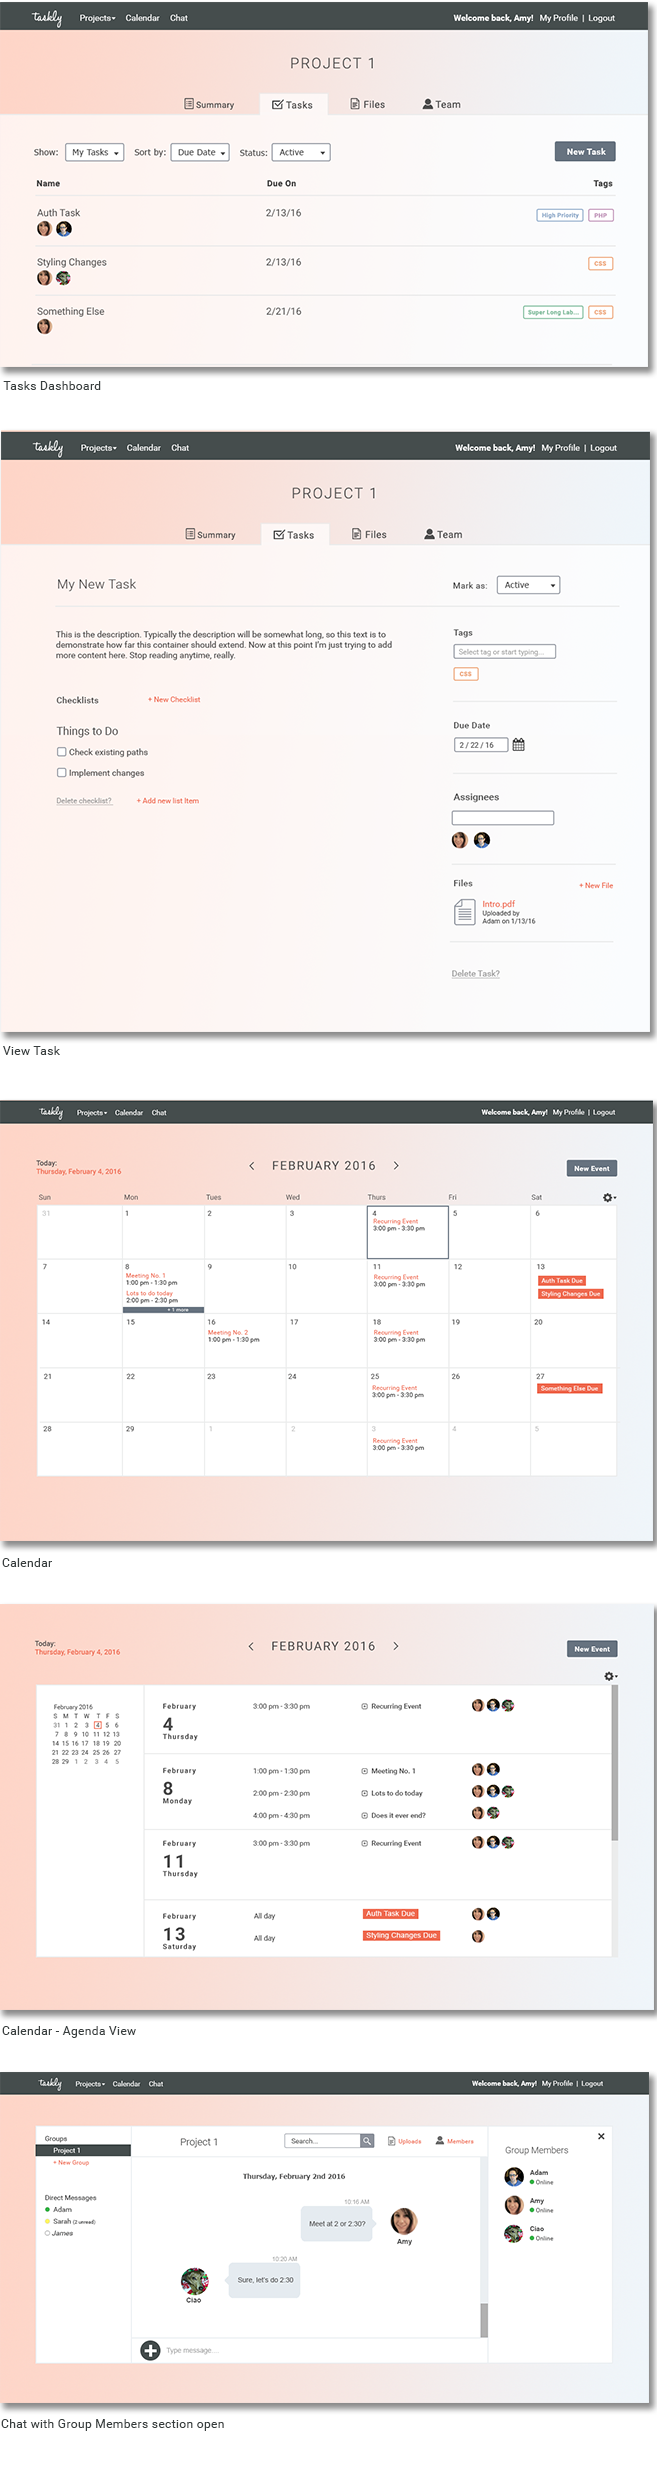 Taskly Projects Calendar Chat Welcome back, Amy! My Profile | Logout
PROJECT 1
Summary Tasks Files Team
Show: My Tasks Sort by: Due Date Status: Active New Task
Name Due On Tags
Auth Task 2/13/16 High Priority PHP
Styling Changes 2/13/16 CSS
Something Else 2/21/16 Super Long Lab... CSS
Tasks Dashboard
Taskly Projects Calendar Chat Welcome back, Amy! My Profile | Logout
PROJECT 1
Summary Tasks Files Team
My New Task
Mark as: Active
This is the description. Typically the description will be somewhat long, so this text is to
demonstrate how far this container should extend. Now at this point I'm just trying to add
more content here. Stop reading anytime, really.
Checklists + New Checklist
Things to Do
Check existing paths
Implement changes
Delete checklist? + Add new list Item
Tags
Select tag or start typing...
CSS
Due Date
2 / 22 / 16
Assignees
Files + New File
Intro.pdf
Uploaded by
Adam on 1/13/16
Delete Task?
View Task
Taskly Projects Calendar Chat Welcome back, Amy! My Profile | Logout
Today:
Thursday, February 4, 2016
< FEBRUARY 2016 >
New Event
Sun Mon Tues Wed Thurs Fri Sat
31 1 2 3 4 5 6
Recurring Event
3:00 pm - 3:30 pm
7 8 9 10 11 12 13
Meeting No. 1
1:00 pm - 1:30 pm
Lots to do today
2:00 pm - 2:30 pm
+ 1 more
Recurring Event
3:00 pm - 3:30 pm
Auth Task Due
Styling Changes Due
14 15 16 17 18 19 20
Meeting No. 2
1:00 pm - 1:30 pm
Recurring Event
3:00 pm - 3:30 pm
21 22 23 24 25 26 27
Recurring Event
3:00 pm - 3:30 pm
Something Else Due
28 29 1 2 3 4 5
Recurring Event
3:00 pm - 3:30 pm
Calendar
Today:
Thursday, February 4, 2016
< FEBRUARY 2016 >
New Event
February 2016
S M T W T F S
31 1 2 3 4 5 6
7 8 9 10 11 12 13
14 15 16 17 18 19 20
21 22 23 24 25 26 27
28 29 1 2 3 4 5
February
4
Thursday
3:00 pm - 3:30 pm Recurring Event
February
8
Monday
1:00 pm - 1:30 pm Meeting No. 1
2:00 pm - 2:30 pm Lots to do today
4:00 pm - 4:30 pm Does it ever end?
February
11
Thursday
3:00 pm - 3:30 pm Recurring Event
February
13
Saturday
All day Auth Task Due
All day Styling Changes Due
Calendar - Agenda View
Taskly Projects Calendar Chat Welcome back, Amy! My Profile | Logout
Groups
Project 1
+ New Group
Direct Messages
Adam
Sarah (2 unread)
James
Project 1 Search... Uploads Members
Thursday, February 2nd 2016
10:16 AM
Meet at 2 or 2:30?
Amy
10:20 AM
Sure, let's do 2:30
Ciao
Type message...
Group Members
Adam
Online
Amy
Online
Ciao
Online
Chat with Group Members section open